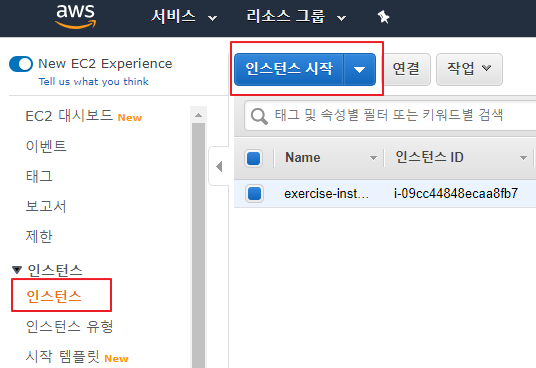 aws 서비스 리소스 그룹
New EC2 Experience
Tell us what you think
인스턴스 시작 연결 작업
EC2 대시보드 New
태그 및 속성별 필터 또는 키워드별 검색
이벤트
Name 인스턴스 ID
태그
exercise-inst... i-09cc44848ecaa8fb7
보고서
제한
인스턴스
인스턴스
인스턴스 유형
시작 템플릿 New